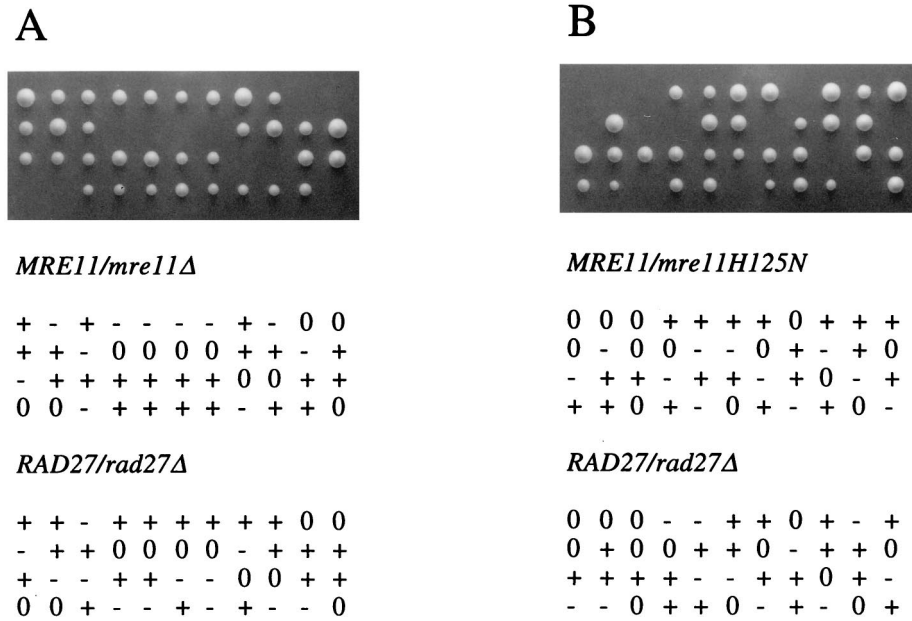 A
MRE11/mre11Δ
+ - + - - - - + - 0 0
+ + - 0 0 0 0 + + - +
- + + + + + + 0 0 + +
0 0 - + + + + - + + 0
RAD27/rad27Δ
+ + - + + + + + + 0 0
- + + 0 0 0 0 - + + +
+ - - + + - - 0 0 + +
0 0 + - - + - + - - 0
B
MRE11/mre11H125N
0 0 0 + + + + 0 + + +
0 - 0 0 - - 0 + - + 0
- + + - + + - + 0 - +
+ + 0 + - 0 + - + 0 -
RAD27/rad27Δ
0 0 0 - - + + 0 + - +
0 + 0 0 + + 0 - + + 0
+ + + + - - + + 0 + -
- - 0 + + 0 - + - 0 +